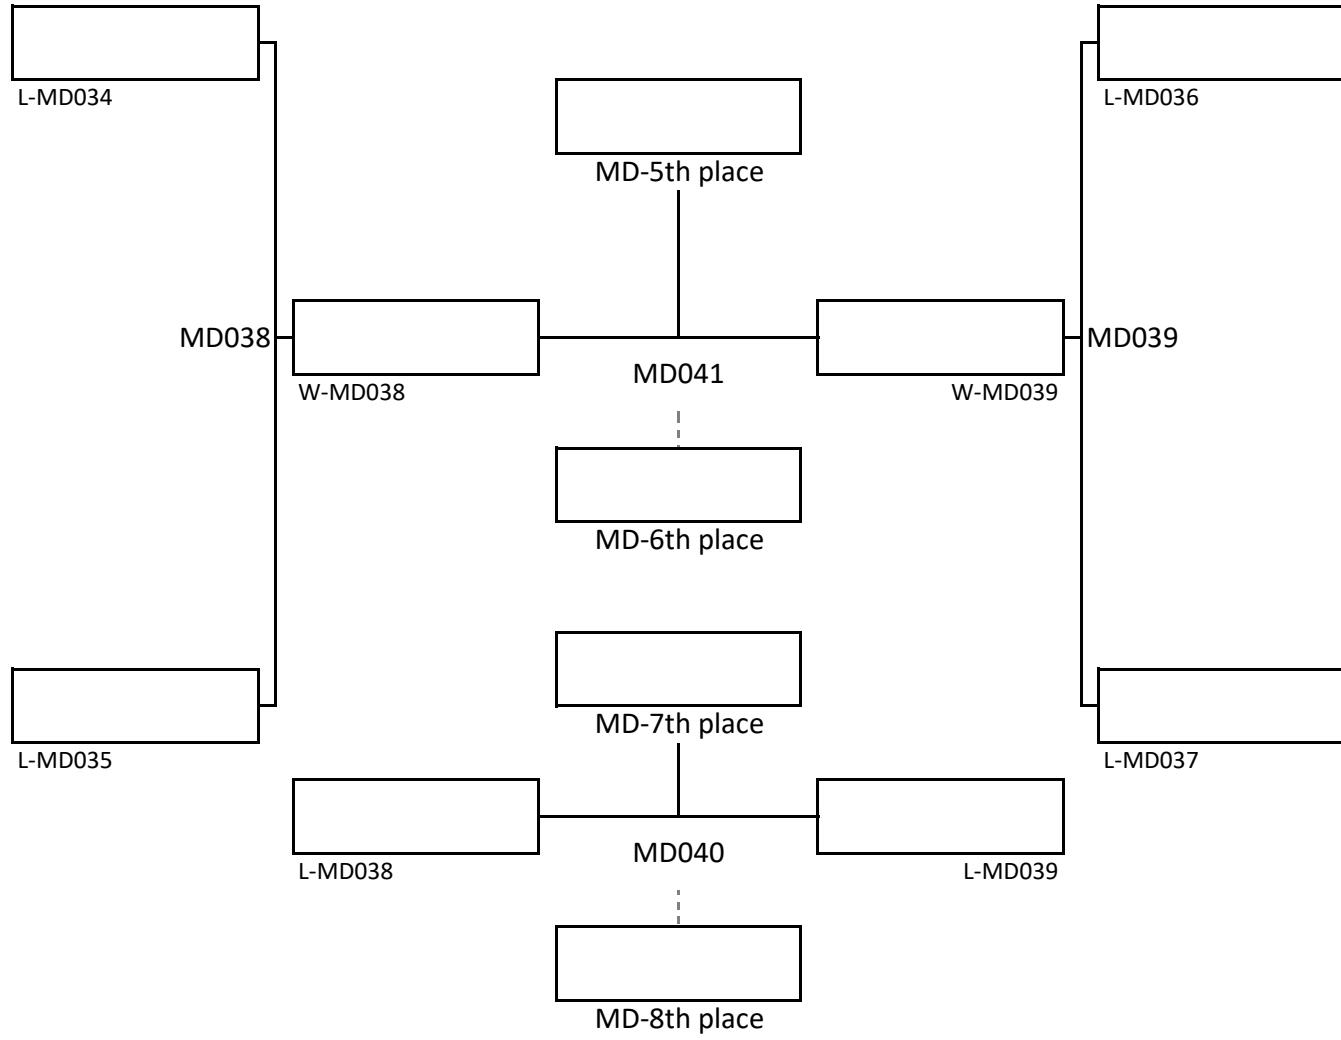 L-MD034
L-MD036
MD-5th place
MD038
MD039
MD041
W-MD038
W-MD039
MD-6th place
MD-7th place
L-MD035
L-MD037
MD040
L-MD038
L-MD039
MD-8th place